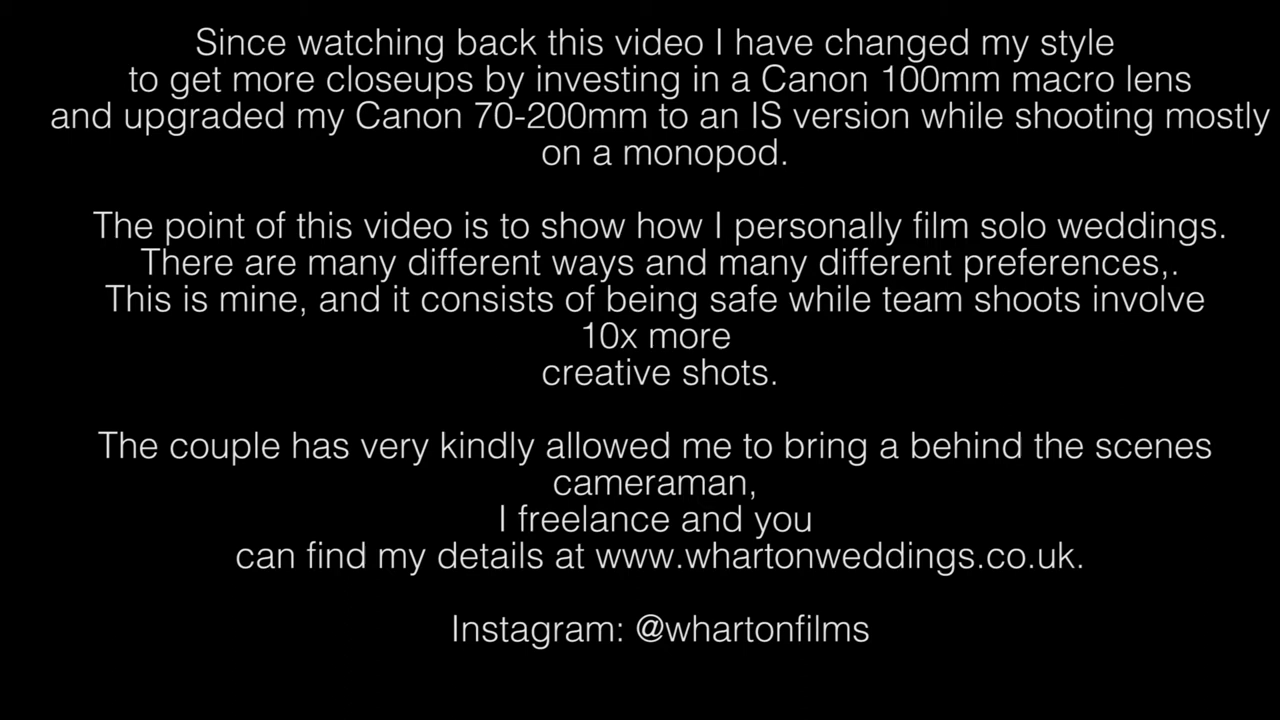 Since watching back this video I have changed my style
to get more closeups by investing in a Canon 100mm macro lens
and upgraded my Canon 70-200mm to an IS version while shooting mostly
on a monopod.
The point of this video is to show how I personally film solo weddings.
There are many different ways and many different preferences,.
This is mine, and it consists of being safe while team shoots involve
10x more
creative shots.
The couple has very kindly allowed me to bring a behind the scenes
cameraman,
I freelance and you
can find my details at www.whartonweddings.co.uk.
Instagram: @whartonfilms